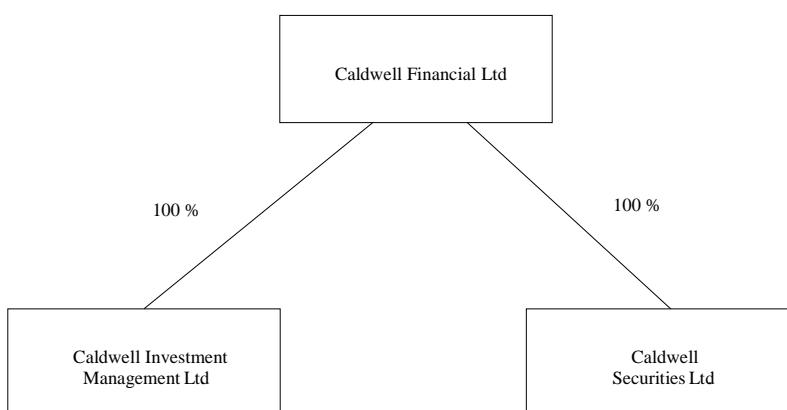 Caldwell Financial Ltd
100 %
100 %
Caldwell Investment
Management Ltd
Caldwell
Securities Ltd